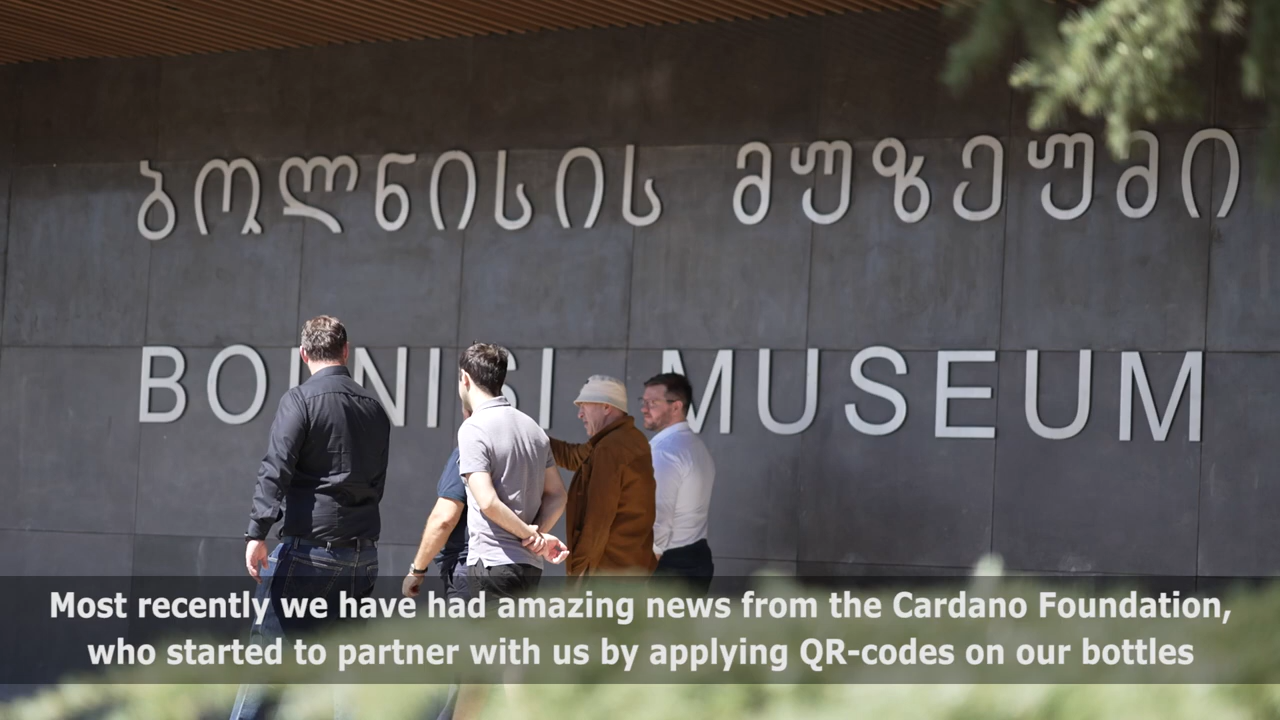 ბოლნისის მუზეუმი
BOLNISI MUSEUM
Most recently we have had amazing news from the Cardano Foundation,
who started to partner with us by applying QR-codes on our bottles